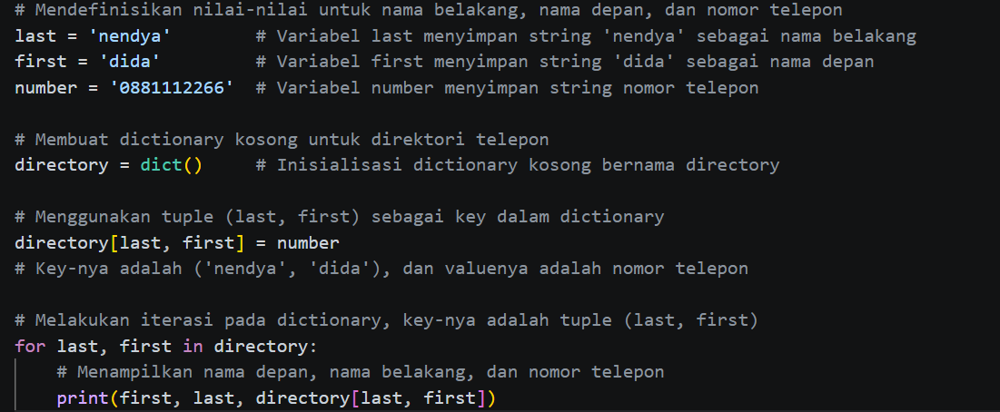 # Mendefinisikan nilai-nilai untuk nama belakang, nama depan, dan nomor telepon
last = 'nendya'        # Variabel last menyimpan string 'nendya' sebagai nama belakang
first = 'dida'         # Variabel first menyimpan string 'dida' sebagai nama depan
number = '0881112266'  # Variabel number menyimpan string nomor telepon

# Membuat dictionary kosong untuk direktori telepon
directory = dict()     # Inisialisasi dictionary kosong bernama directory

# Menggunakan tuple (last, first) sebagai key dalam dictionary
directory[last, first] = number
# Key-nya adalah ('nendya', 'dida'), dan valuenya adalah nomor telepon

# Melakukan iterasi pada dictionary, key-nya adalah tuple (last, first)
for last, first in directory:
    # Menampilkan nama depan, nama belakang, dan nomor telepon
    print(first, last, directory[last, first])